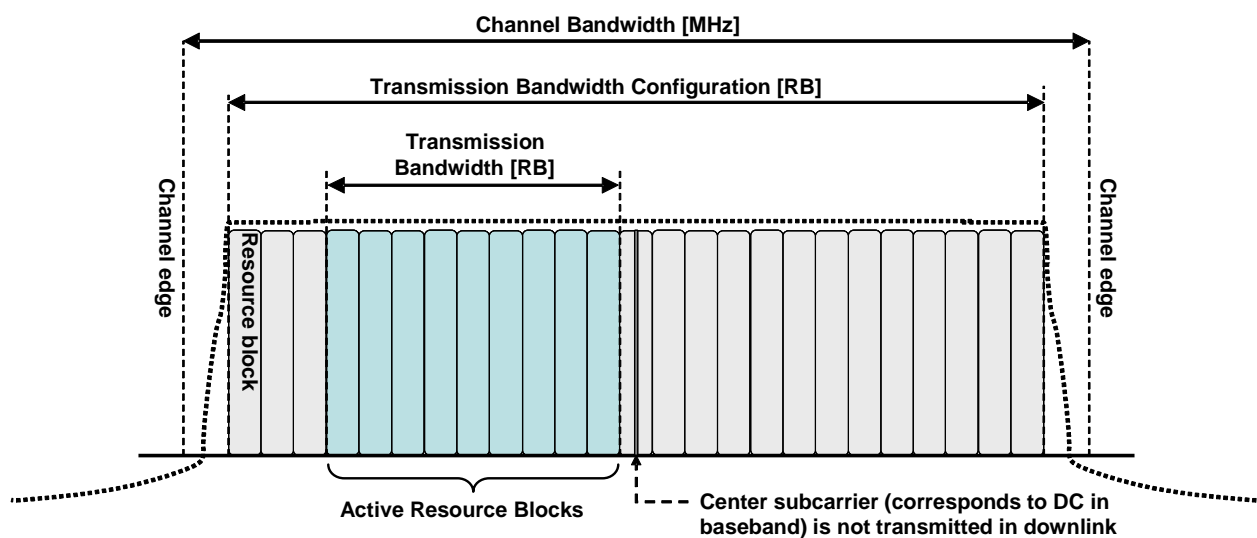 Channel Bandwidth [MHz]
Transmission Bandwidth Configuration [RB]
Transmission
Bandwidth [RB]
Channel edge
Channel edge
Resource block
Active Resource Blocks
Center subcarrier (corresponds to DC in
baseband) is not transmitted in downlink